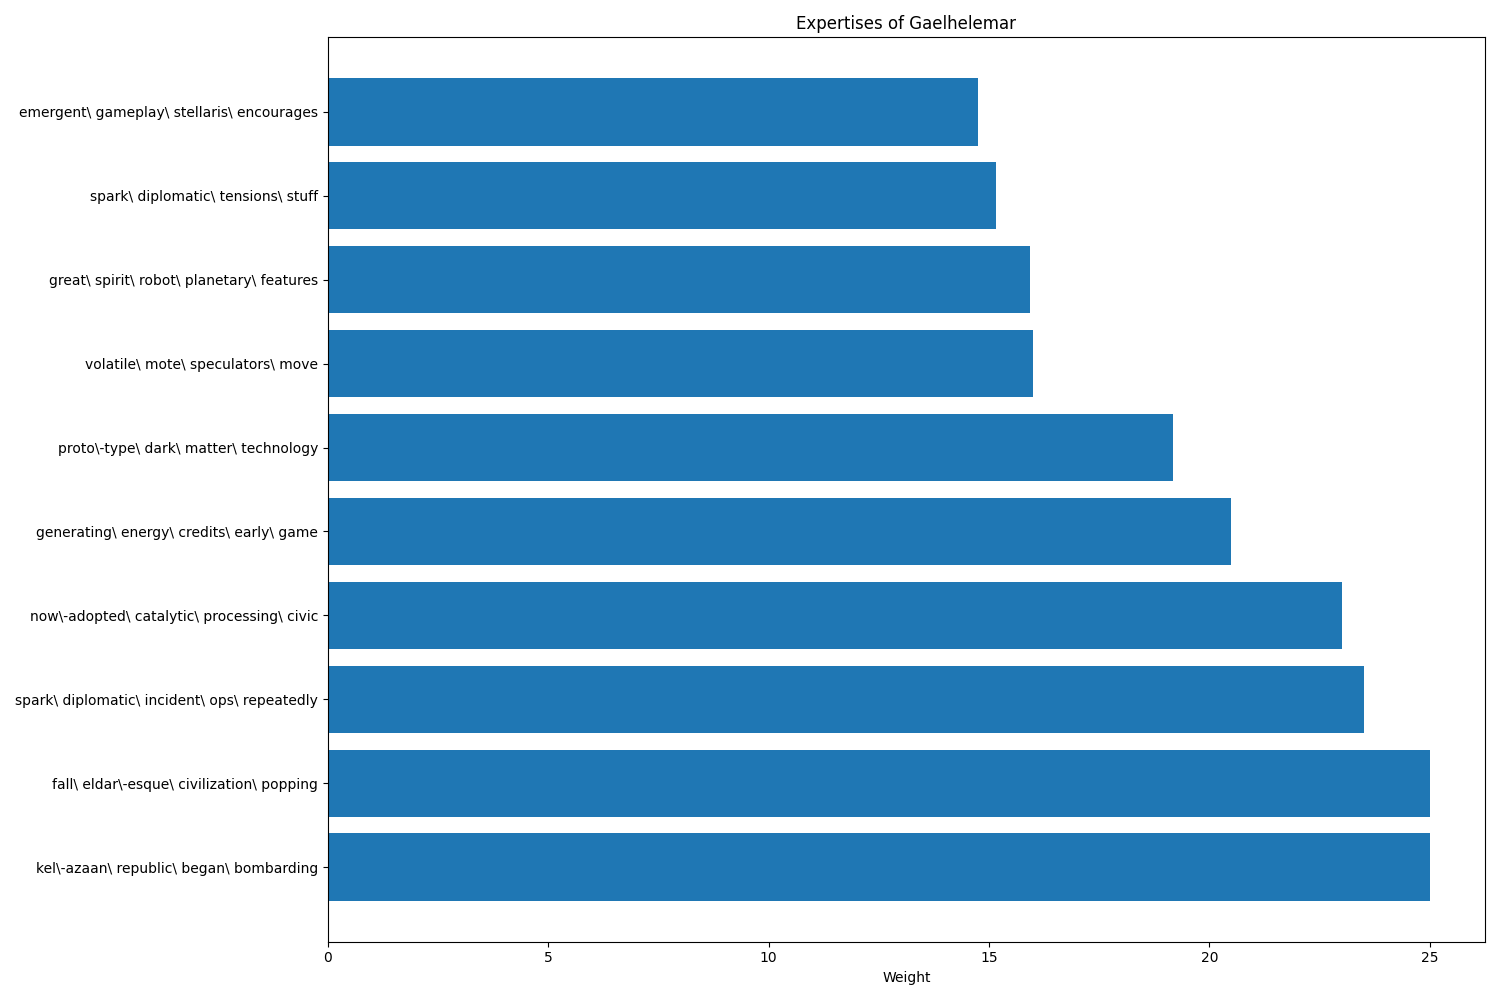 Expertises of Gaelhelemar
emergent\ gameplay\ stellaris\ encourages
spark\ diplomatic\ tensions\ stuff
great\ spirit\ robot\ planetary\ features
volatile\ mote\ speculators\ move
proto\-type\ dark\ matter\ technology
generating\ energy\ credits\ early\ game
now\-adopted\ catalytic\ processing\ civic
spark\ diplomatic\ incident\ ops\ repeatedly
fall\ eldar\-esque\ civilization\ popping
kel\-azaan\ republic\ began\ bombarding
0 5 10 15 20 25
Weight